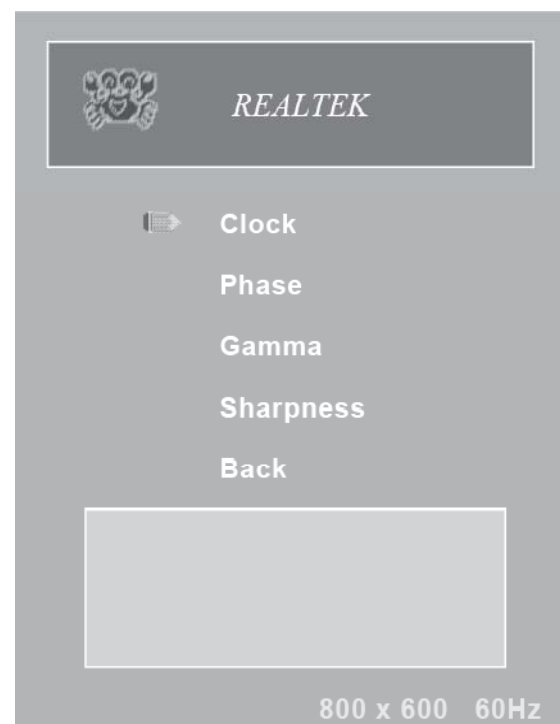 REALTEK
Clock
Phase
Gamma
Sharpness
Back
800 x 600 60Hz